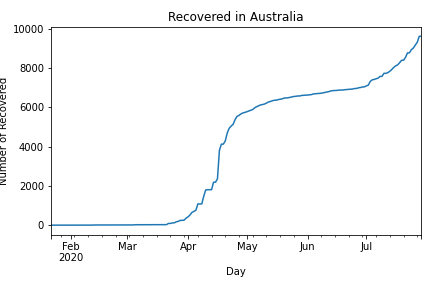 Recovered in Australia
10000
8000
6000
4000
2000
0
Number of Recovered
Feb Mar Apr May Jun Jul
2020
Day